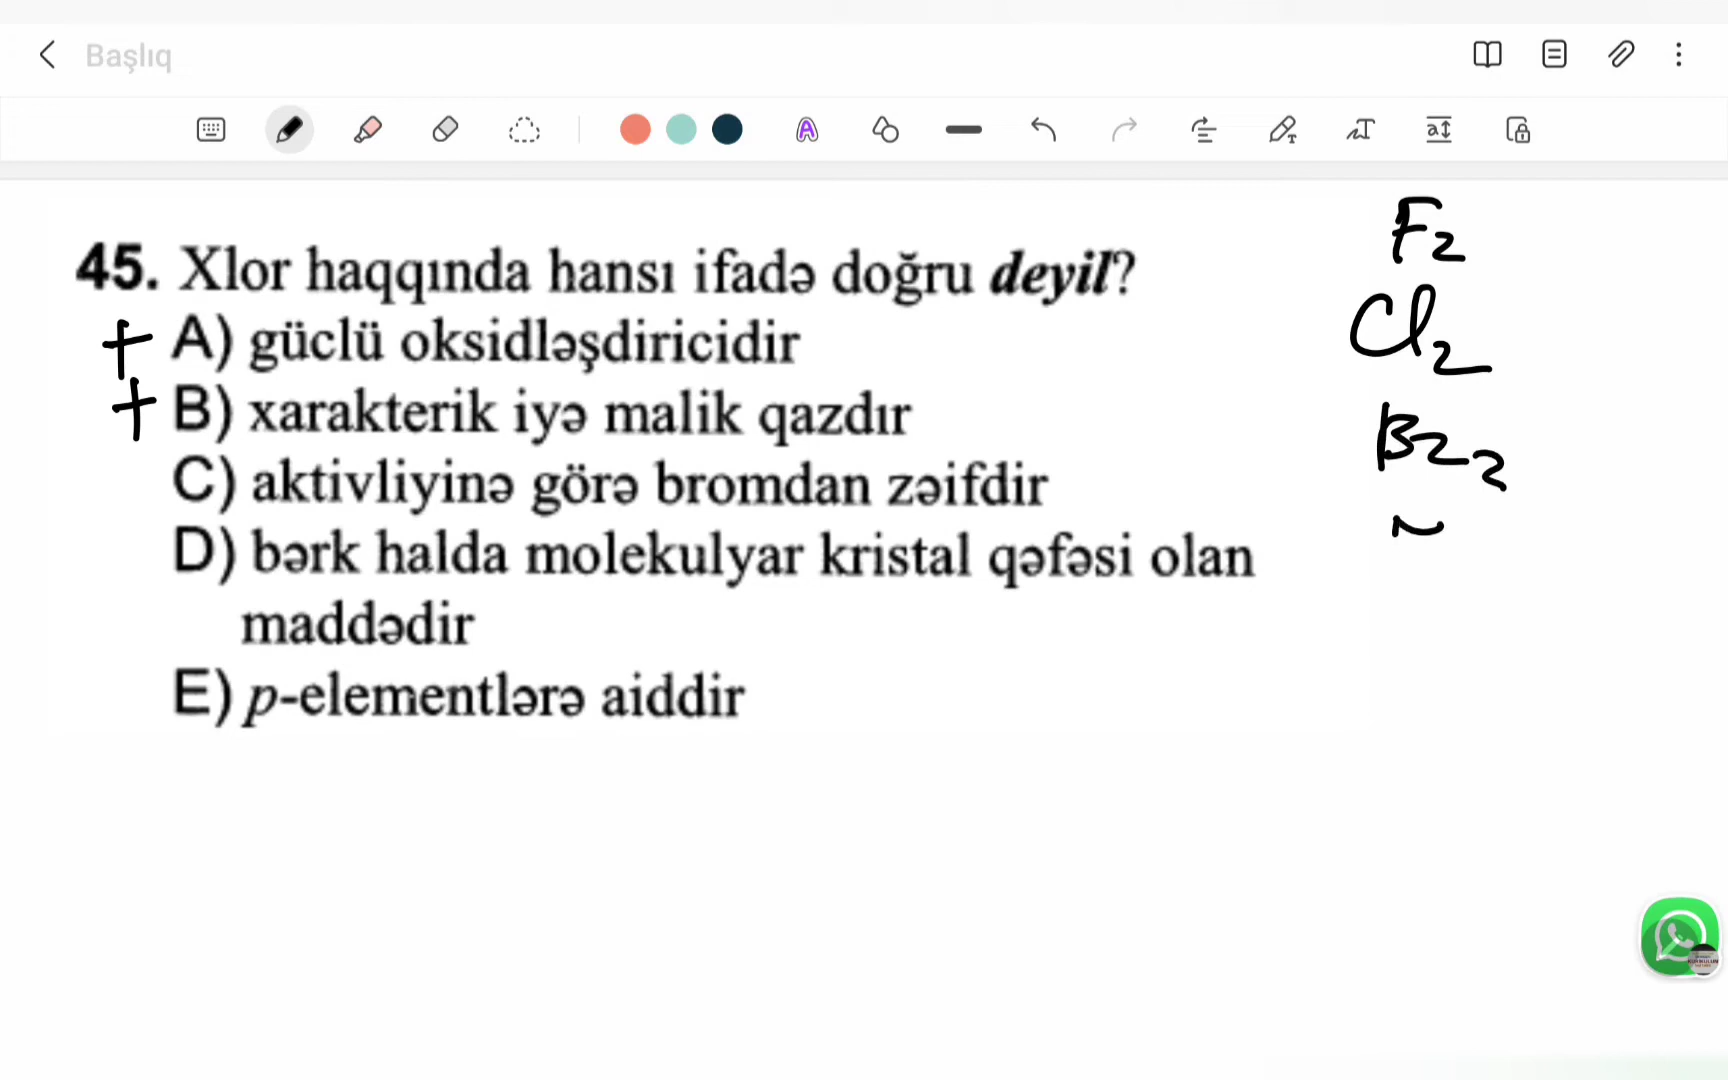 Başlıq
45. Xlor haqqında hansı ifadə doğru deyil?
+ A) güclü oksidləşdiricidir
+ B) xarakterik iyə malik qazdır
C) aktivliyinə görə bromdan zəifdir
D) bərk halda molekulyar kristal qəfəsi olan
maddədir
E) p-elementlərə aiddir
F2
Cl2
Br2